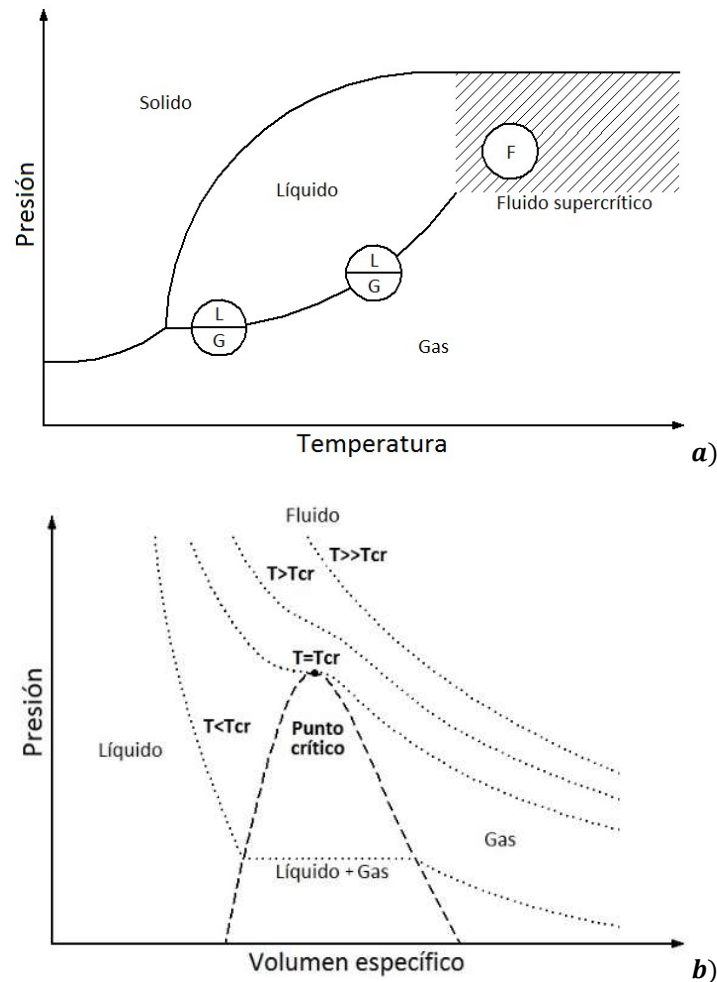 Solido
F
Líquido
Fluido supercrítico
L
G
L
G
Gas
Presión
Temperatura
a)
Fluido
T>>Tcr
T>Tcr
T=Tcr
T<Tcr
Punto
crítico
Líquido
Gas
Líquido + Gas
Presión
Volumen específico
b)